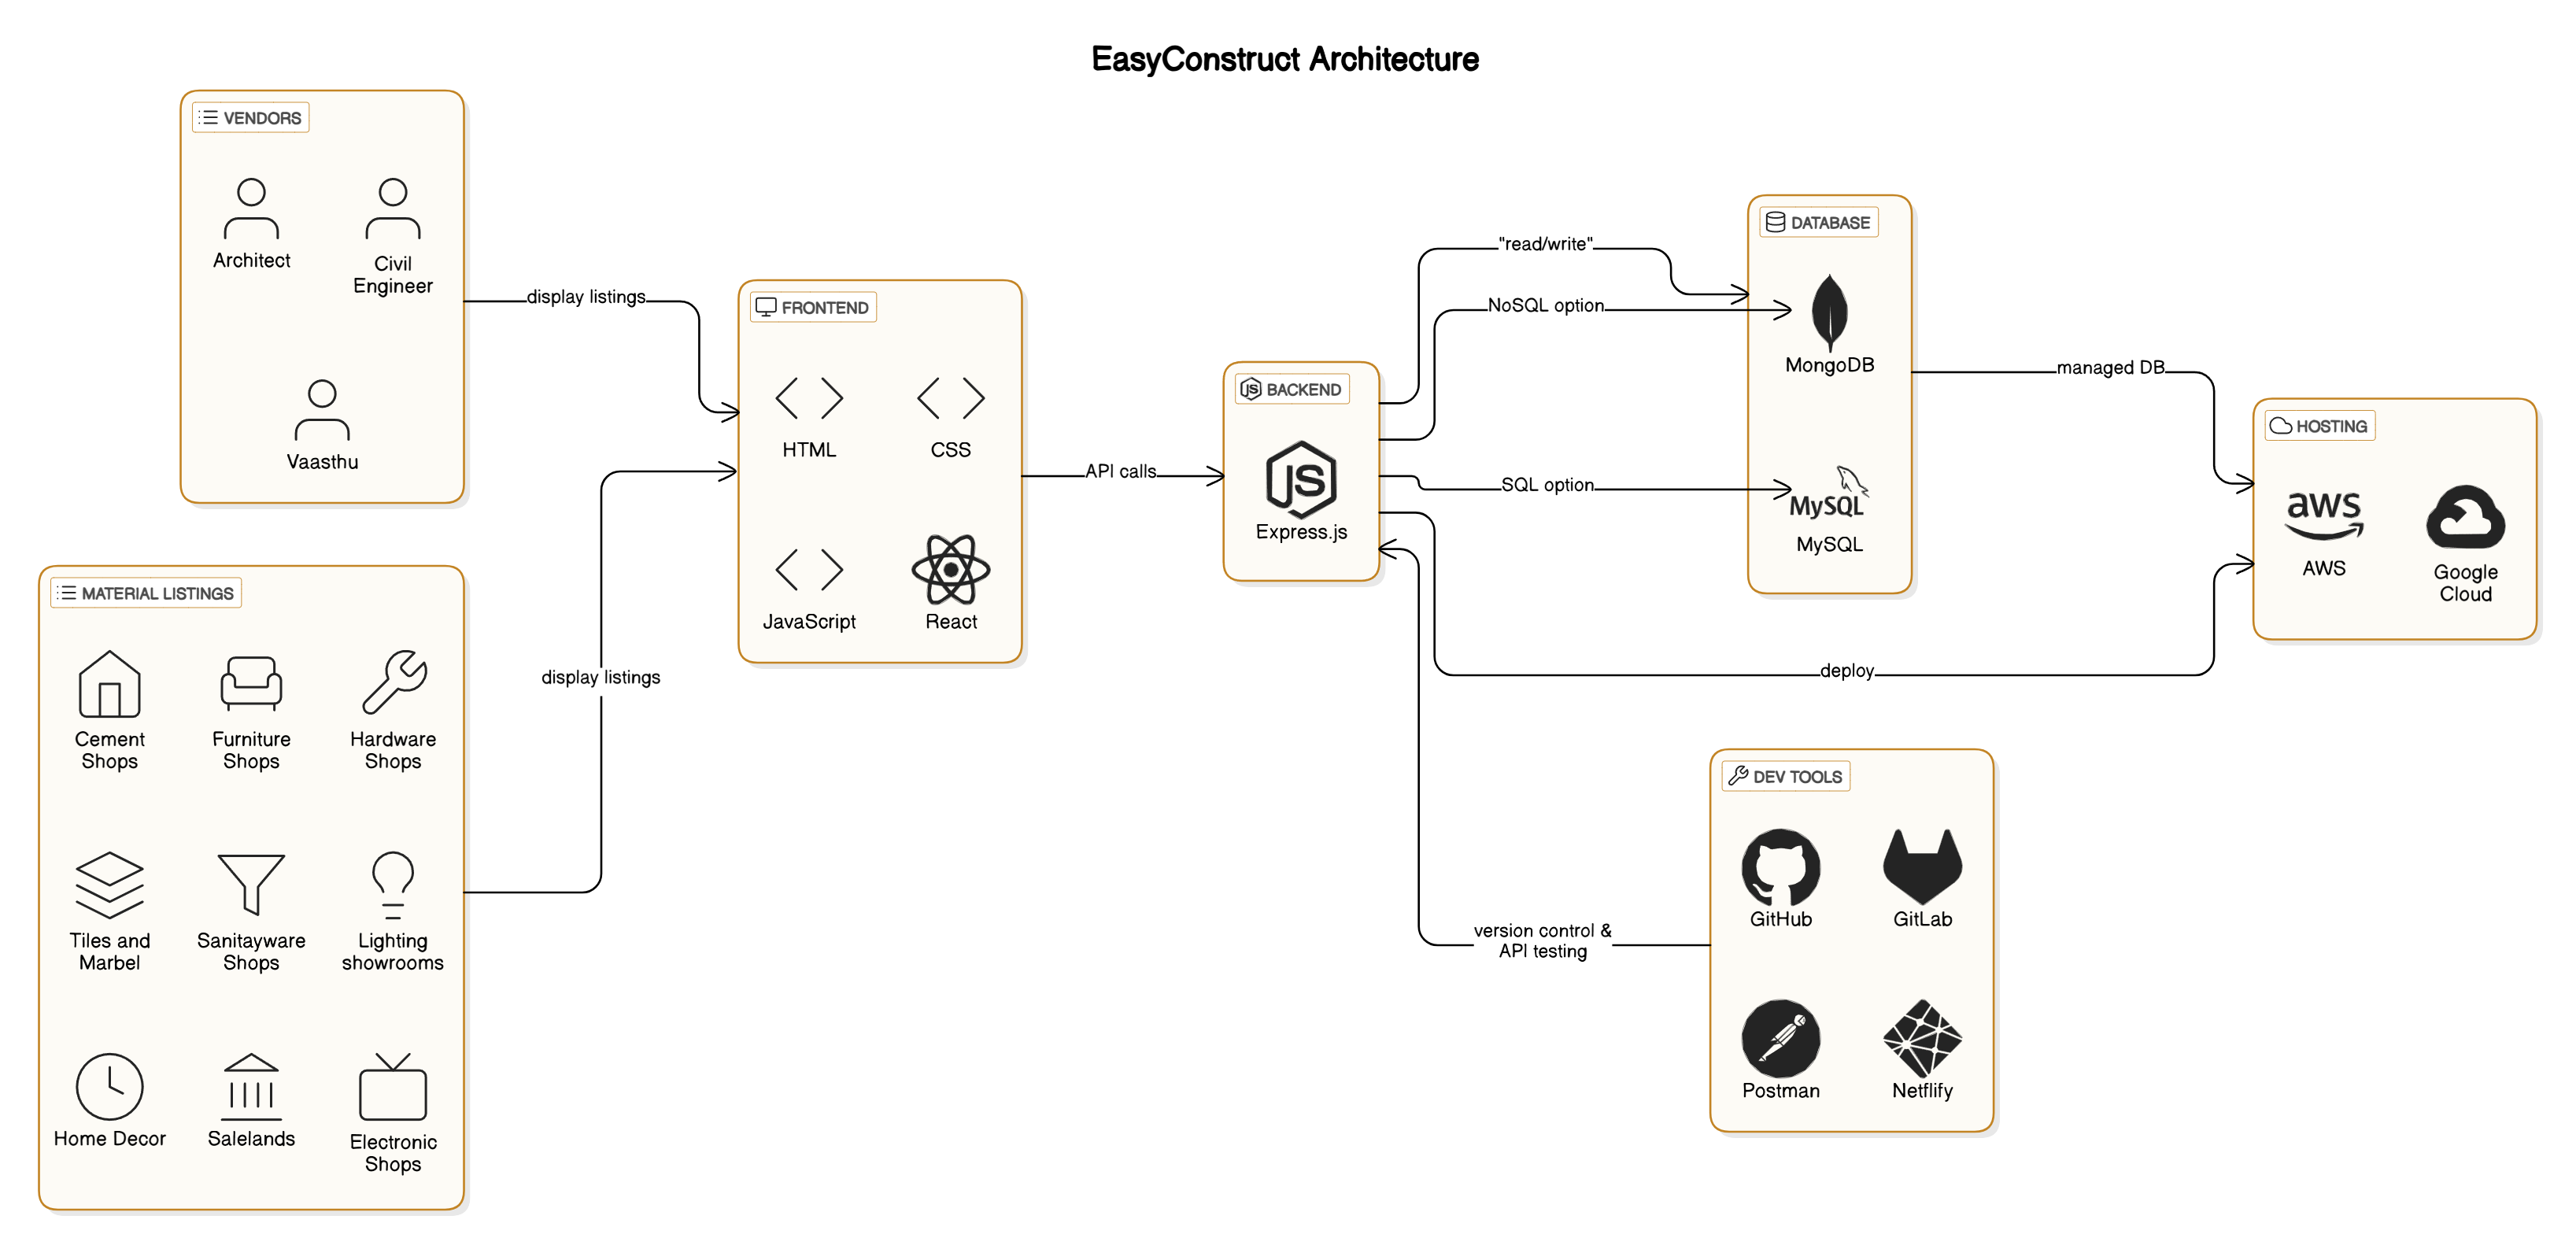 EasyConstruct Architecture
VENDORS
Architect
Civil
Engineer
Vaasthu
display listings
MATERIAL LISTINGS
Cement
Shops
Furniture
Shops
Hardware
Shops
Tiles and
Marbel
Sanitayware
Shops
Lighting
showrooms
Home Decor
Salelands
Electronic
Shops
display listings
FRONTEND
HTML
CSS
JavaScript
React
API calls
JS BACKEND
JS
Express.js
"read/write"
NoSQL option
SQL option
deploy
version control &
API testing
DATABASE
MongoDB
MySQL
MySQL
managed DB
HOSTING
aws
AWS
Google
Cloud
DEV TOOLS
GitHub
GitLab
Postman
Netflify